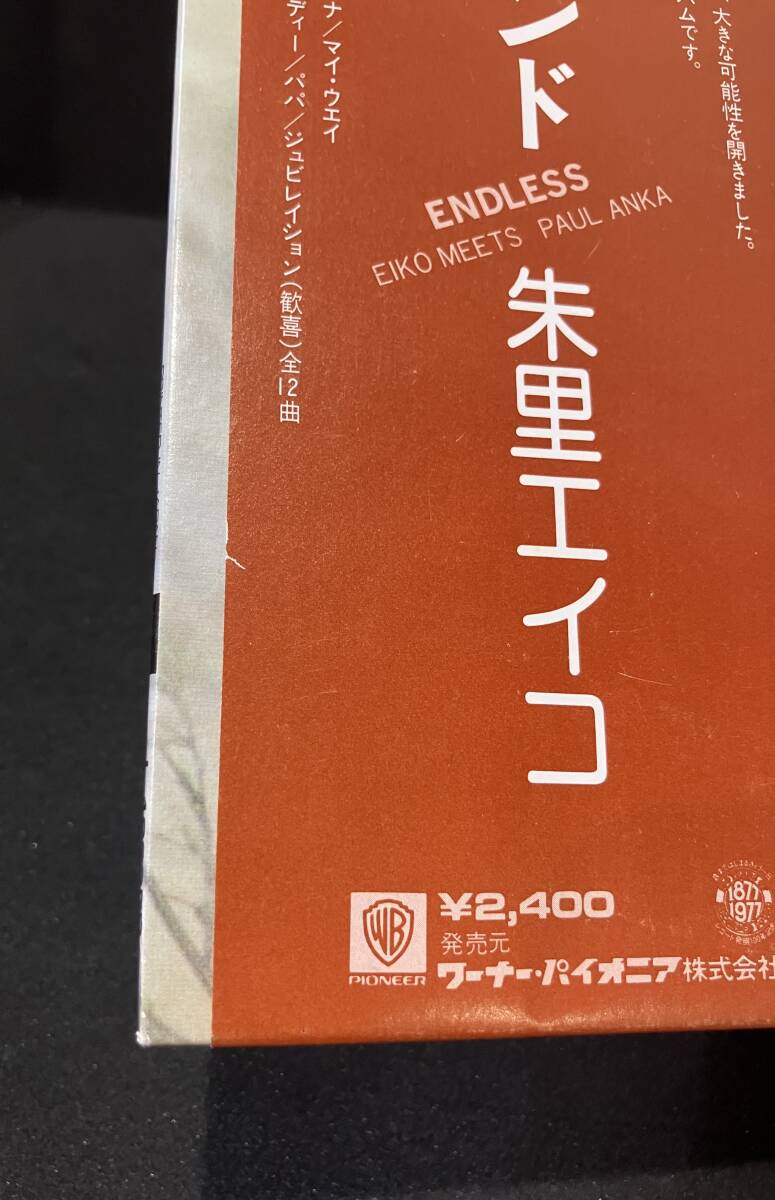 大きな可能性を開きました。
ムです。
ンド
ENDLESS
EIKO MEETS PAUL ANKA
朱里エイコ
ナ/マイ・ウエイ
ディー/パパ/ジュビレイション(歓喜)全12曲
WB
PIONEER
¥2,400
発売元
ワーナー・パイオニア株式会社
1877
1977